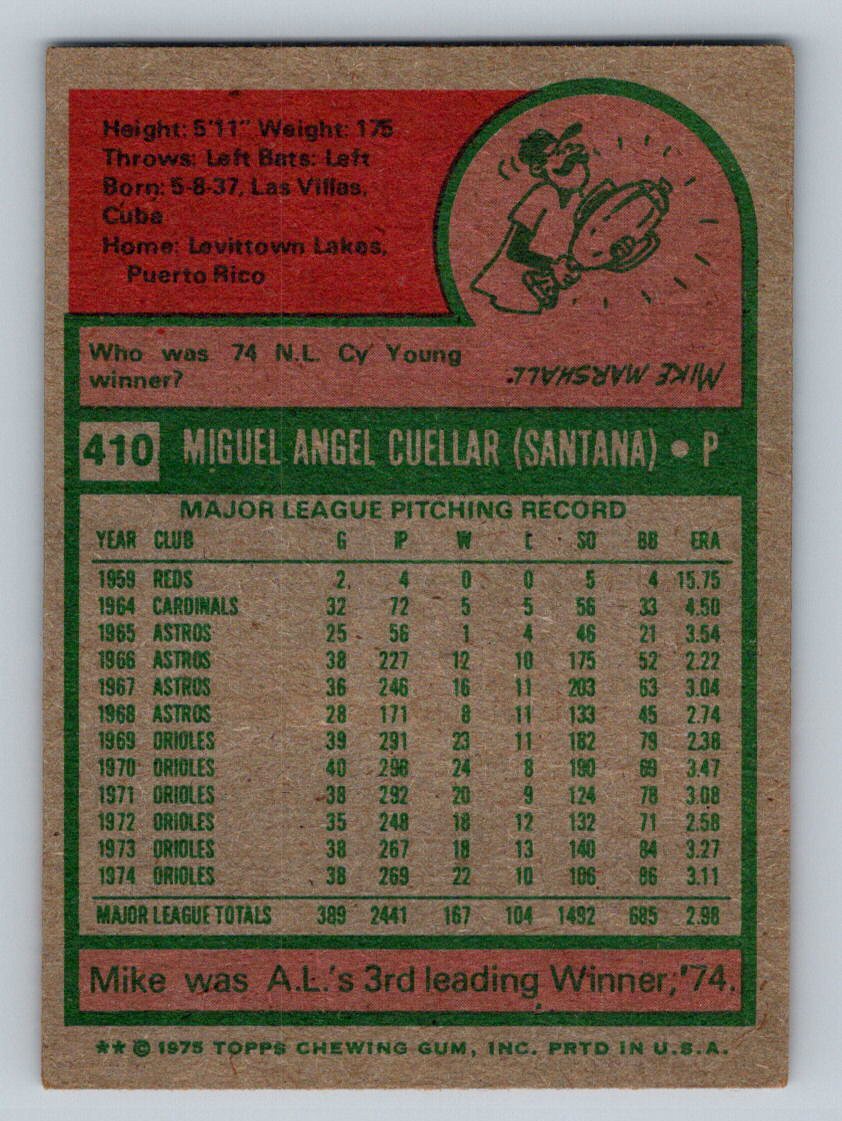 Height: 5'11" Weight: 175
Throws: Left Bats: Left
Born: 5-8-37, Las Villas,
Cuba
Home: Levittown Lakes,
Puerto Rico
Who was 74 N.L. Cy Young
winner?
MIKE MARSHALL.
410 MIGUEL ANGEL CUELLAR (SANTANA) • P
MAJOR LEAGUE PITCHING RECORD
YEAR CLUB G IP W L SO BB ERA
1959 REDS 2 4 0 0 5 4 15.75
1964 CARDINALS 32 72 5 5 56 33 4.50
1965 ASTROS 25 56 1 4 46 21 3.54
1966 ASTROS 38 227 12 10 175 52 2.22
1967 ASTROS 36 246 16 11 203 63 3.04
1968 ASTROS 28 171 8 11 133 45 2.74
1969 ORIOLES 39 291 23 11 182 79 2.38
1970 ORIOLES 40 298 24 8 190 69 3.47
1971 ORIOLES 38 292 20 9 124 78 3.08
1972 ORIOLES 35 248 18 12 132 71 2.58
1973 ORIOLES 38 267 18 13 140 84 3.27
1974 ORIOLES 38 269 22 10 106 86 3.11
MAJOR LEAGUE TOTALS 389 2441 167 104 1492 685 2.98
Mike was A.L.'s 3rd leading Winner, '74.
** © 1975 TOPPS CHEWING GUM, INC. PRTD IN U.S.A.